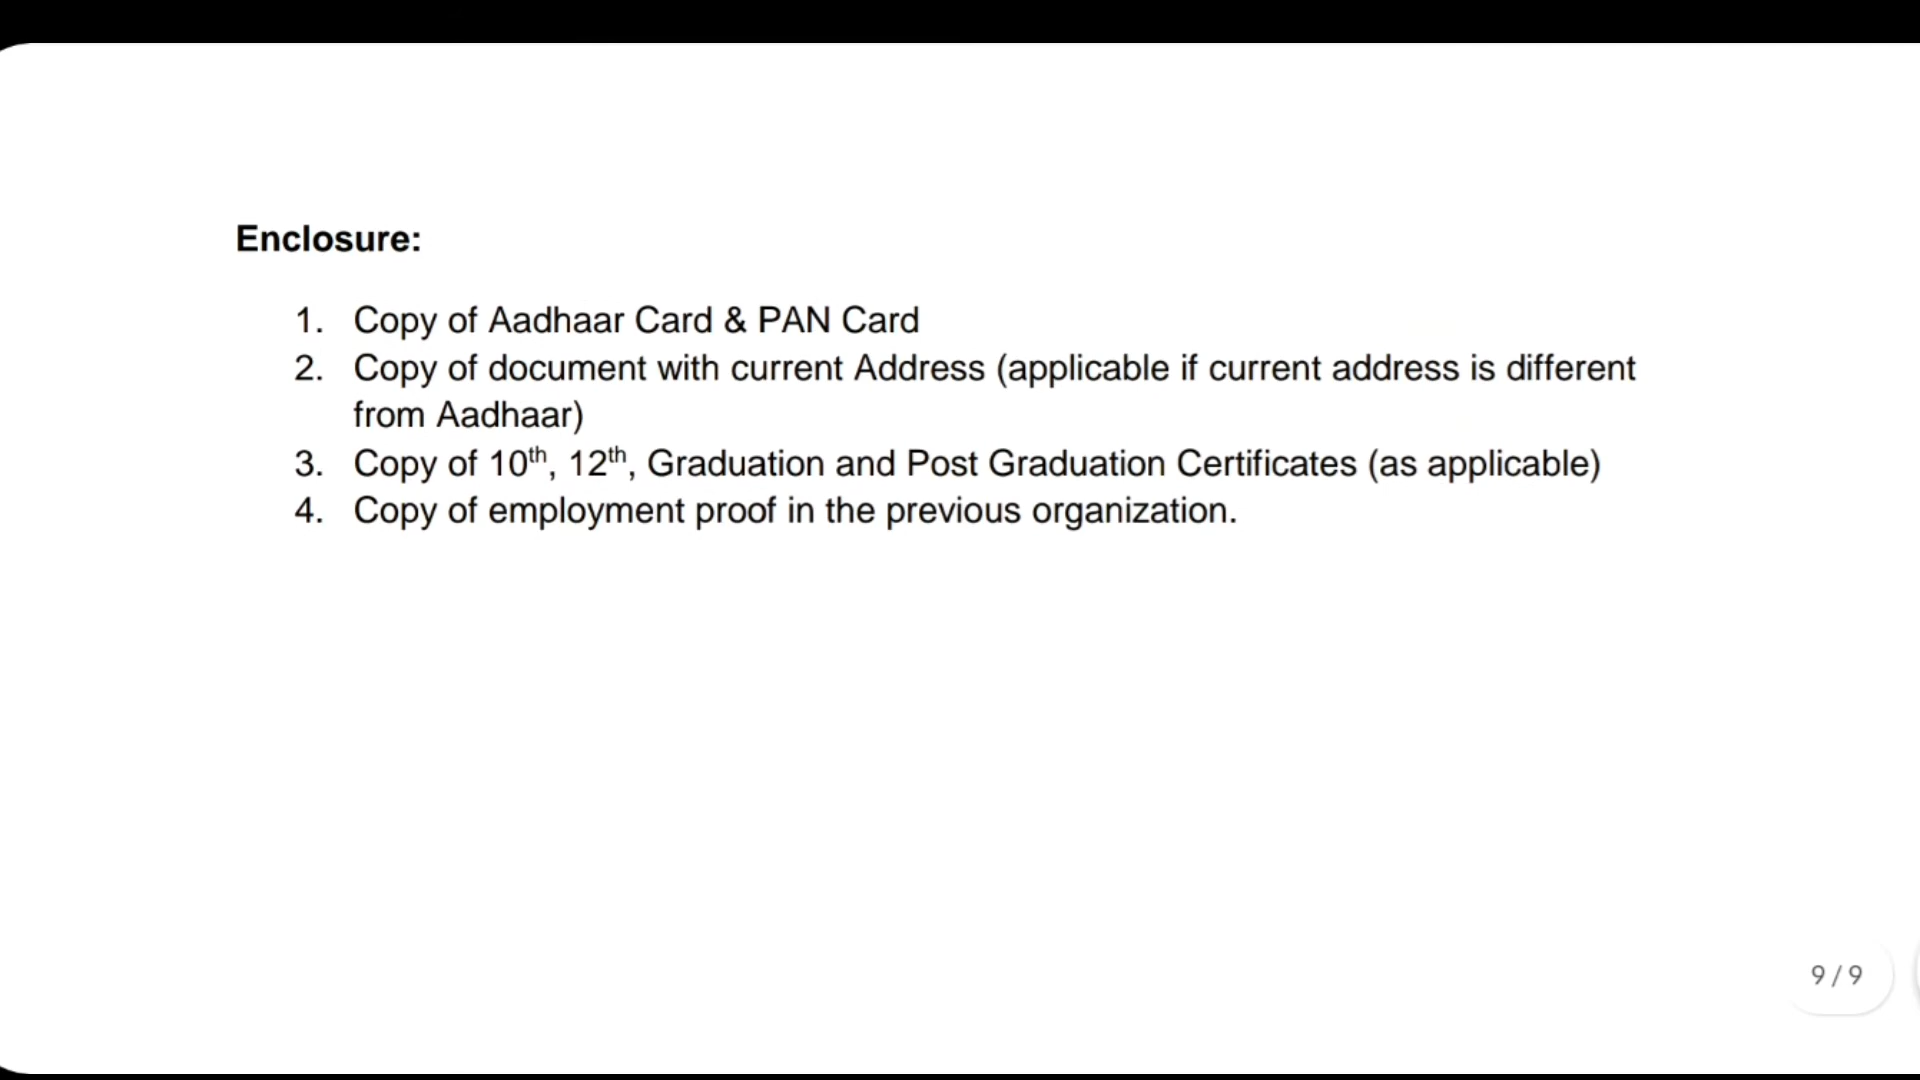 Enclosure:
1. Copy of Aadhaar Card & PAN Card
2. Copy of document with current Address (applicable if current address is different
from Aadhaar)
3. Copy of 10th, 12th, Graduation and Post Graduation Certificates (as applicable)
4. Copy of employment proof in the previous organization.
9 / 9